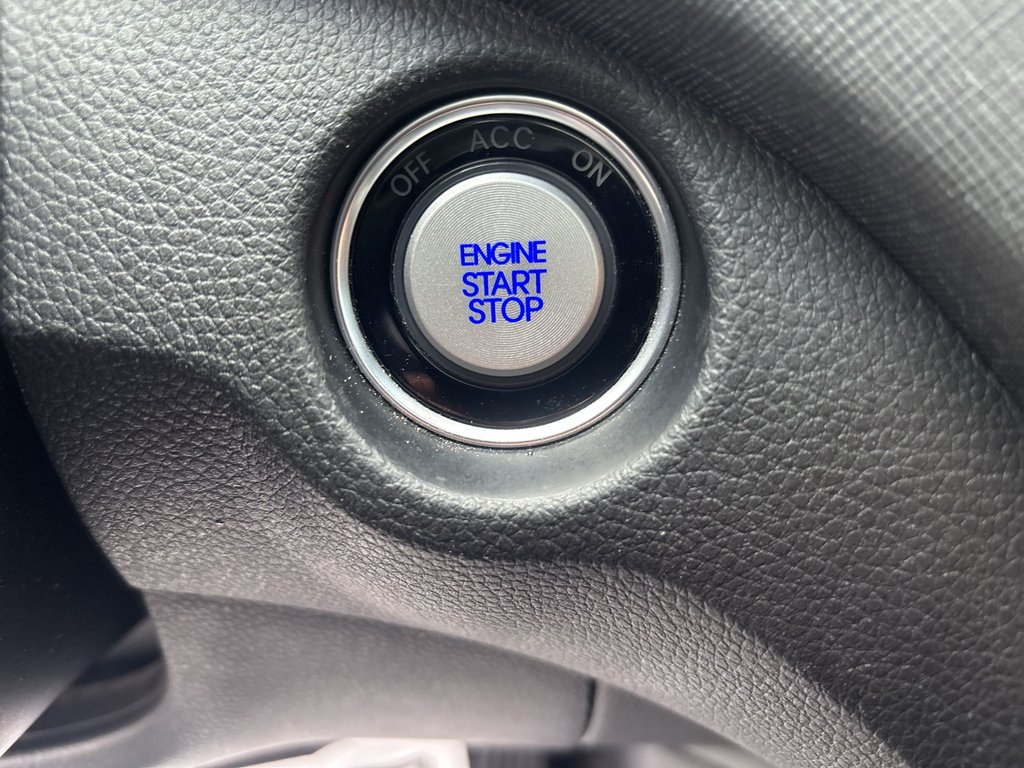 OFF ACC ON
ENGINE
START
STOP